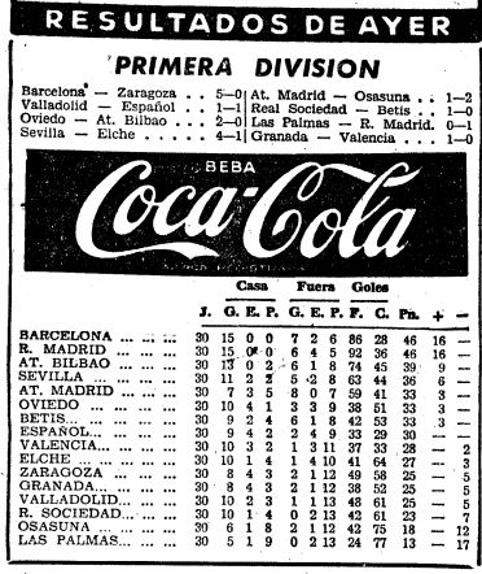 RESULTADOS DE AYER
PRIMERA DIVISION
Barcelona — Zaragoza . . 5—0
Valladolid — Español . . 1—1
Oviedo — At. Bilbao . . . 2—0
Sevilla — Elche . . . . . 4—1
At. Madrid — Osasuna . . 1—2
Real Sociedad — Betis . . 1—0
Las Palmas — R. Madrid. 0—1
Granada — Valencia . . . 1—0
BEBA
Coca-Cola
Casa Fuera Goles
J. G. E. P. G. E. P. F. C. Pn. + —
BARCELONA ... ... ... 30 15 0 0 7 2 6 86 28 46 16 —
R. MADRID ... ... ... 30 15 0 0 6 4 5 92 36 46 16 —
AT. BILBAO ... ... ... 30 13 0 2 6 1 8 74 45 39 9 —
SEVILLA ... ... ... ... 30 11 2 2 5 2 8 63 44 36 6 —
AT. MADRID ... ... ... 30 7 3 5 8 0 7 59 41 33 3 —
OVIEDO ... ... ... ... 30 10 4 1 3 3 9 38 51 33 3 —
BETIS... ... ... ... ... 30 9 2 4 6 1 8 42 53 33 3 —
ESPAÑOL... ... ... ... 30 9 4 2 2 4 9 33 29 30 — —
VALENCIA... ... ... ... 30 10 3 2 1 3 11 37 33 28 — 2
ELCHE ... ... ... ... 30 10 1 4 1 4 10 41 64 27 — 3
ZARAGOZA ... ... ... 30 8 4 3 2 1 12 49 58 25 — 5
GRANADA... ... ... ... 30 8 4 3 2 1 12 38 52 25 — 5
VALLADOLID... ... ... 30 10 2 3 1 1 13 48 61 25 — 5
R. SOCIEDAD... ... ... 30 10 1 4 0 2 13 42 61 23 — 7
OSASUNA ... ... ... ... 30 6 1 8 2 1 12 42 75 18 — 12
LAS PALMAS... ... ... 30 5 1 9 0 2 13 24 77 13 — 17